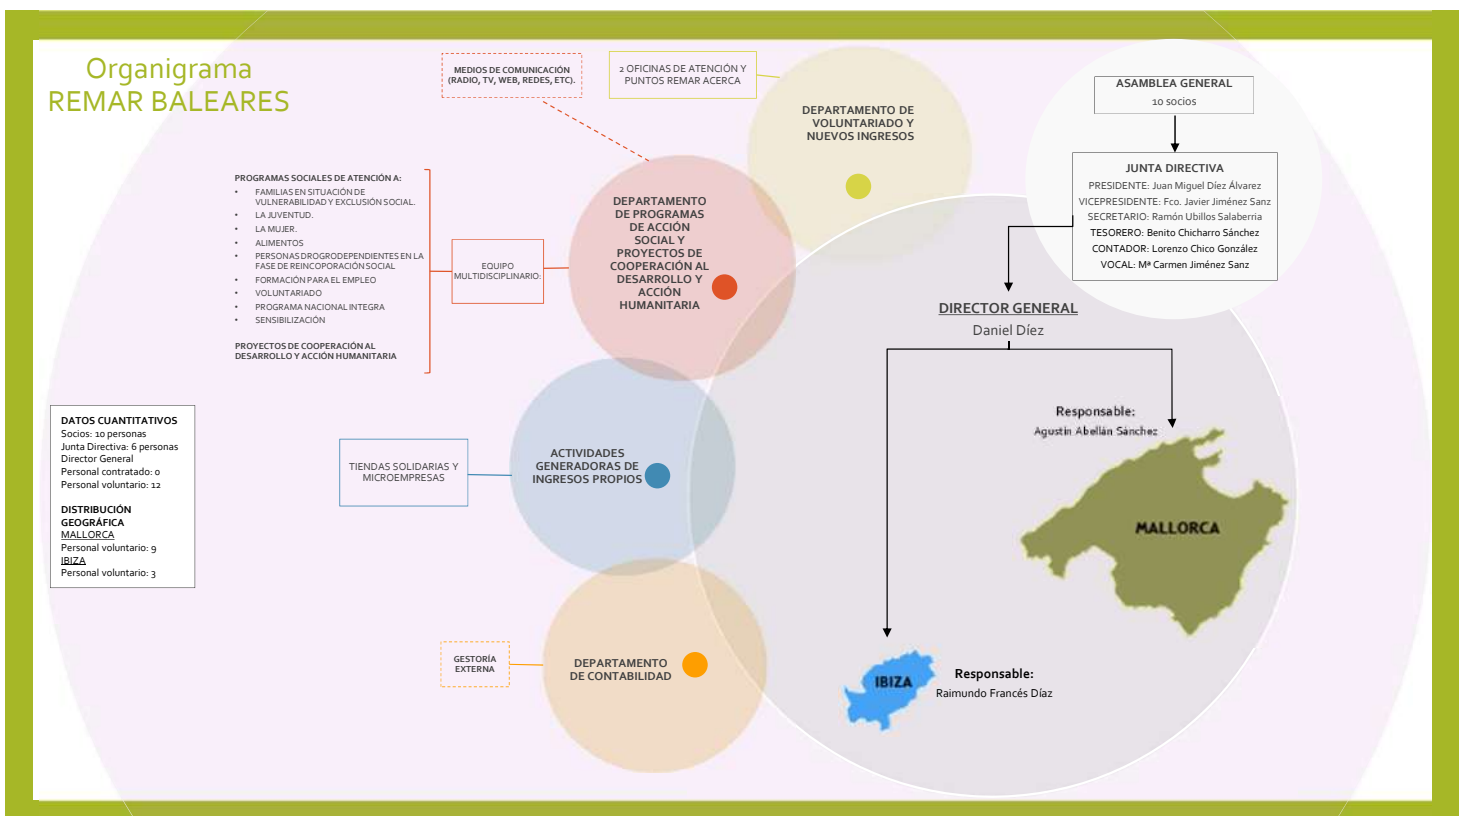 Organigrama
REMAR BALEARES
MEDIOS DE COMUNICACIÓN
(RADIO, TV, WEB, REDES, ETC).
2 OFICINAS DE ATENCIÓN Y
PUNTOS REMAR ACERCA
DEPARTAMENTO DE
VOLUNTARIADO Y
NUEVOS INGRESOS
ASAMBLEA GENERAL
10 socios
JUNTA DIRECTIVA
PRESIDENTE: Juan Miguel Díez Álvarez
VICEPRESIDENTE: Fco. Javier Jiménez Sanz
SECRETARIO: Ramón Ubillos Salaberria
TESORERO: Benito Chicharro Sánchez
CONTADOR: Lorenzo Chico González
VOCAL: Mª Carmen Jiménez Sanz
PROGRAMAS SOCIALES DE ATENCIÓN A:
• FAMILIAS EN SITUACIÓN DE
VULNERABILIDAD Y EXCLUSIÓN SOCIAL.
• LA JUVENTUD.
• LA MUJER.
• ALIMENTOS
• PERSONAS DROGRODEPENDIENTES EN LA
FASE DE REINCOPORACIÓN SOCIAL
• FORMACIÓN PARA EL EMPLEO
• VOLUNTARIADO
• PROGRAMA NACIONAL INTEGRA
• SENSIBILIZACIÓN
PROYECTOS DE COOPERACIÓN AL
DESARROLLO Y ACCIÓN HUMANITARIA
EQUIPO
MULTIDISCIPLINARIO:
DEPARTAMENTO
DE PROGRAMAS
DE ACCIÓN
SOCIAL Y
PROYECTOS DE
COOPERACIÓN AL
DESARROLLO Y
ACCIÓN
HUMANITARIA
DIRECTOR GENERAL
Daniel Díez
Responsable:
Agustín Abellán Sánchez
MALLORCA
DATOS CUANTITATIVOS
Socios: 10 personas
Junta Directiva: 6 personas
Director General
Personal contratado: 0
Personal voluntario: 12
DISTRIBUCIÓN
GEOGRÁFICA
MALLORCA
Personal voluntario: 9
IBIZA
Personal voluntario: 3
TIENDAS SOLIDARIAS Y
MICROEMPRESAS
ACTIVIDADES
GENERADORAS DE
INGRESOS PROPIOS
GESTORÍA
EXTERNA
DEPARTAMENTO
DE CONTABILIDAD
IBIZA
Responsable:
Raimundo Francés Díaz